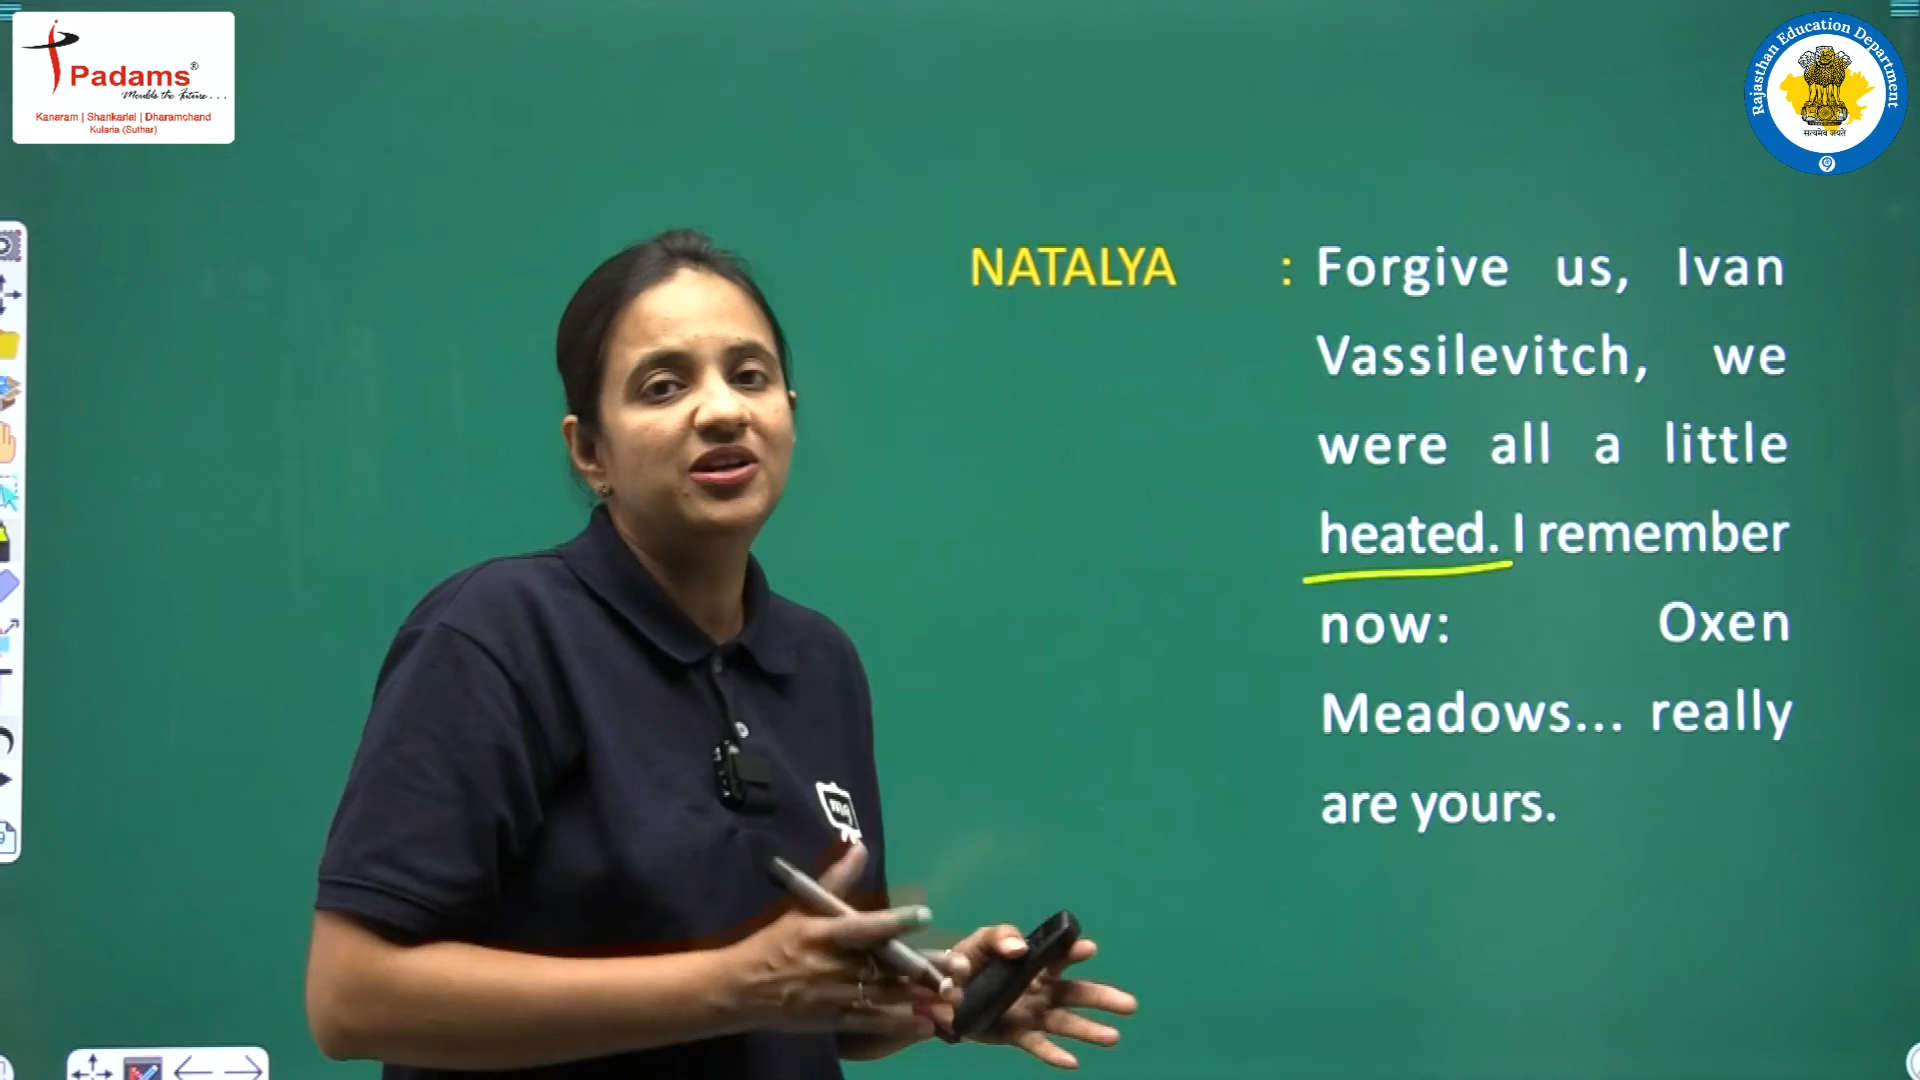 Padams®
Moulds the Future...
Kanaram | Shankarlal | Dharamchand
Kularia (Suthar)
Rajasthan Education Department
सत्यमेव जयते
NATALYA : Forgive us, Ivan
Vassilevitch, we
were all a little
heated. I remember
now: Oxen
Meadows... really
are yours.